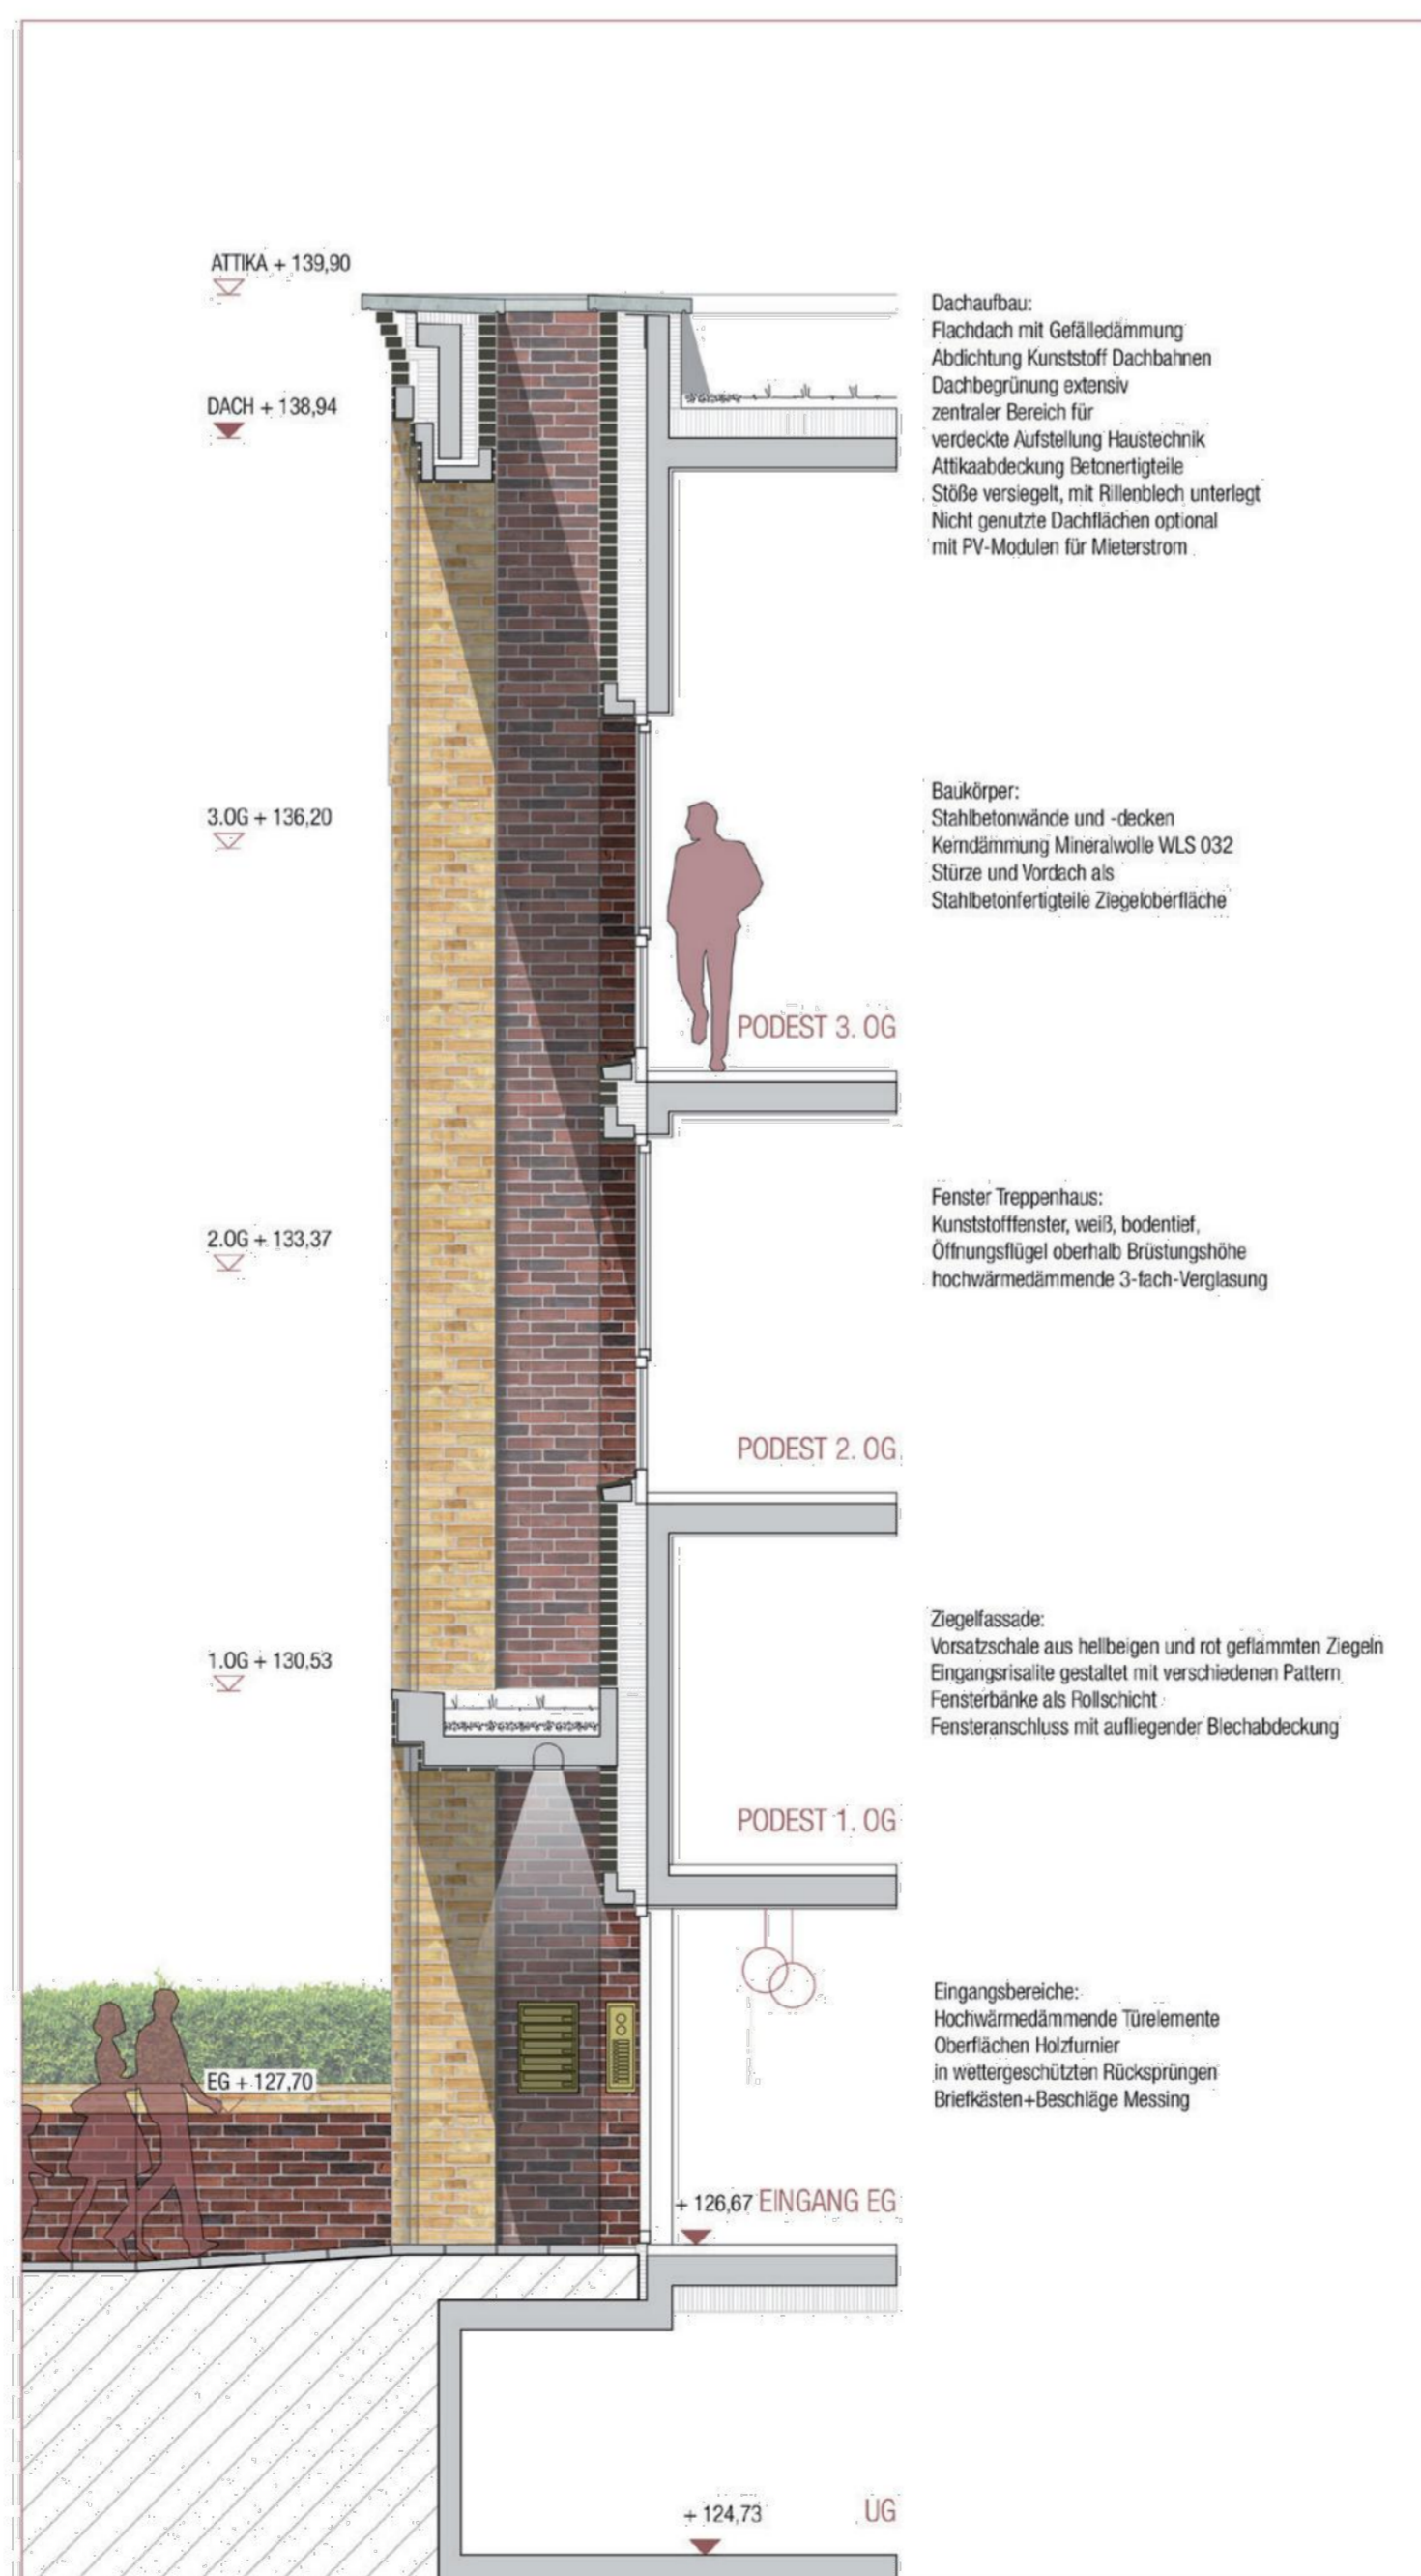 ATTIKA + 139,90
DACH + 138,94
3.OG + 136,20
2.OG + 133,37
1.OG + 130,53
EG + 127,70
Dachaufbau:
Flachdach mit Gefälledämmung
Abdichtung Kunststoff Dachbahnen
Dachbegrünung extensiv
zentraler Bereich für
verdeckte Aufstellung Haustechnik
Attikaabdeckung Betonertigteile
Stöße versiegelt, mit Rillenblech unterlegt
Nicht genutzte Dachflächen optional
mit PV-Modulen für Mieterstrom
Baukörper:
Stahlbetonwände und -decken
Kerndämmung Mineralwolle WLS 032
Stürze und Vordach als
Stahlbetonfertigteile Ziegeloberfläche
PODEST 3. OG
Fenster Treppenhaus:
Kunststofffenster, weiß, bodentief,
Öffnungsflügel oberhalb Brüstungshöhe
hochwärmedämmende 3-fach-Verglasung
PODEST 2. OG
Ziegelfassade:
Vorsatzschale aus hellbeigen und rot geflammten Ziegeln
Eingangsrisalite gestaltet mit verschiedenen Pattern
Fensterbänke als Rollschicht
Fensteranschluss mit aufliegender Blechabdeckung
PODEST 1. OG
Eingangsbereiche:
Hochwärmedämmende Türelemente
Oberflächen Holzfurnier
in wettergeschützten Rücksprüngen
Briefkästen+Beschläge Messing
+ 126,67 EINGANG EG
+ 124,73 UG